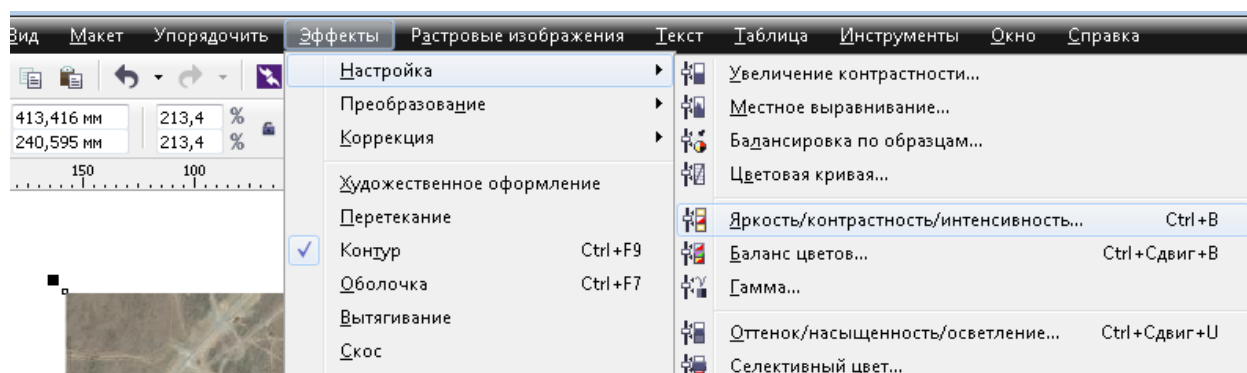 Вид Макет Упорядочить Эффекты Растровые изображения Текст Таблица Инструменты Окно Справка
413,416 мм 213,4 %
240,595 мм 213,4 %
150 100
Настройка
Преобразование
Коррекция
Художественное оформление
Перетекание
Контур Ctrl+F9
Оболочка Ctrl+F7
Вытягивание
Скос
Увеличение контрастности...
Местное выравнивание...
Балансировка по образцам...
Цветовая кривая...
Яркость/контрастность/интенсивность... Ctrl+B
Баланс цветов... Ctrl+Сдвиг+B
Гамма...
Оттенок/насыщенность/осветление... Ctrl+Сдвиг+U
Селективный цвет...